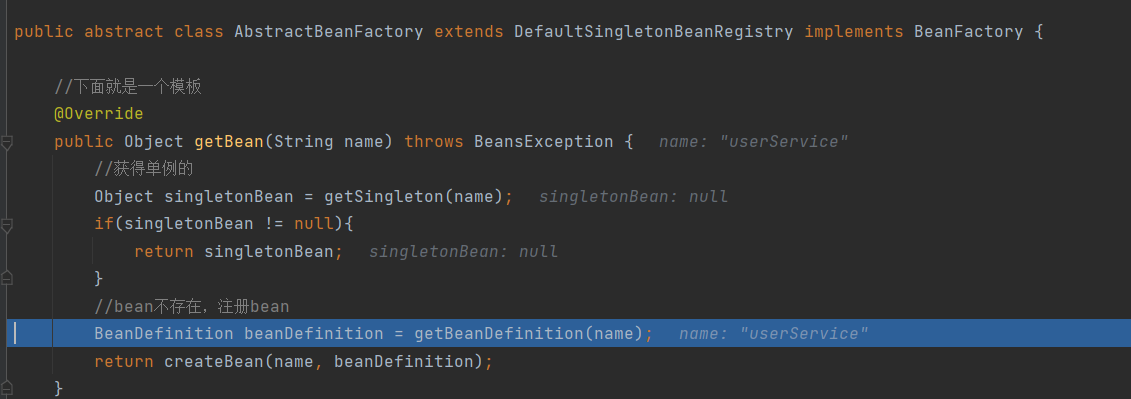 public abstract class AbstractBeanFactory extends DefaultSingletonBeanRegistry implements BeanFactory {
//下面就是一个模板
@Override
public Object getBean(String name) throws BeansException {   name: "userService"
//获得单例的
Object singletonBean = getSingleton(name);   singletonBean: null
if(singletonBean != null){
return singletonBean;   singletonBean: null
}
//bean不存在，注册bean
BeanDefinition beanDefinition = getBeanDefinition(name);   name: "userService"
return createBean(name, beanDefinition);
}